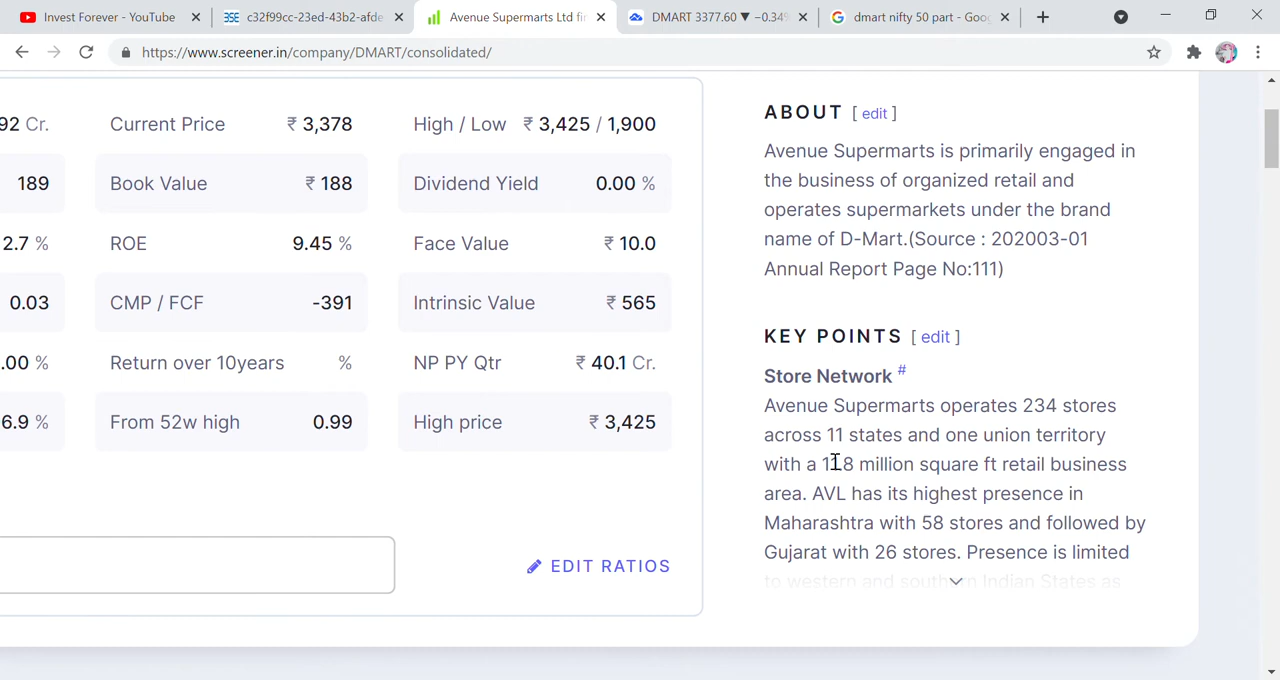 Invest Forever - YouTube
c32f99cc-23ed-43b2-afde
Avenue Supermarts Ltd fi
DMART 3377.60 ▼ −0.34%
dmart nifty 50 part - Goo
https://www.screener.in/company/DMART/consolidated/
92 Cr. Current Price ₹ 3,378 High / Low ₹ 3,425 / 1,900
189 Book Value ₹ 188 Dividend Yield 0.00 %
2.7 % ROE 9.45 % Face Value ₹ 10.0
0.03 CMP / FCF -391 Intrinsic Value ₹ 565
.00 % Return over 10years % NP PY Qtr ₹ 40.1 Cr.
6.9 % From 52w high 0.99 High price ₹ 3,425
EDIT RATIOS
ABOUT [ edit ]
Avenue Supermarts is primarily engaged in
the business of organized retail and
operates supermarkets under the brand
name of D-Mart.(Source : 202003-01
Annual Report Page No:111)
KEY POINTS [ edit ]
Store Network #
Avenue Supermarts operates 234 stores
across 11 states and one union territory
with a million square ft retail business
area. AVL has its highest presence in
Maharashtra with 58 stores and followed by
Gujarat with 26 stores. Presence is limited
to western and southern Indian States as